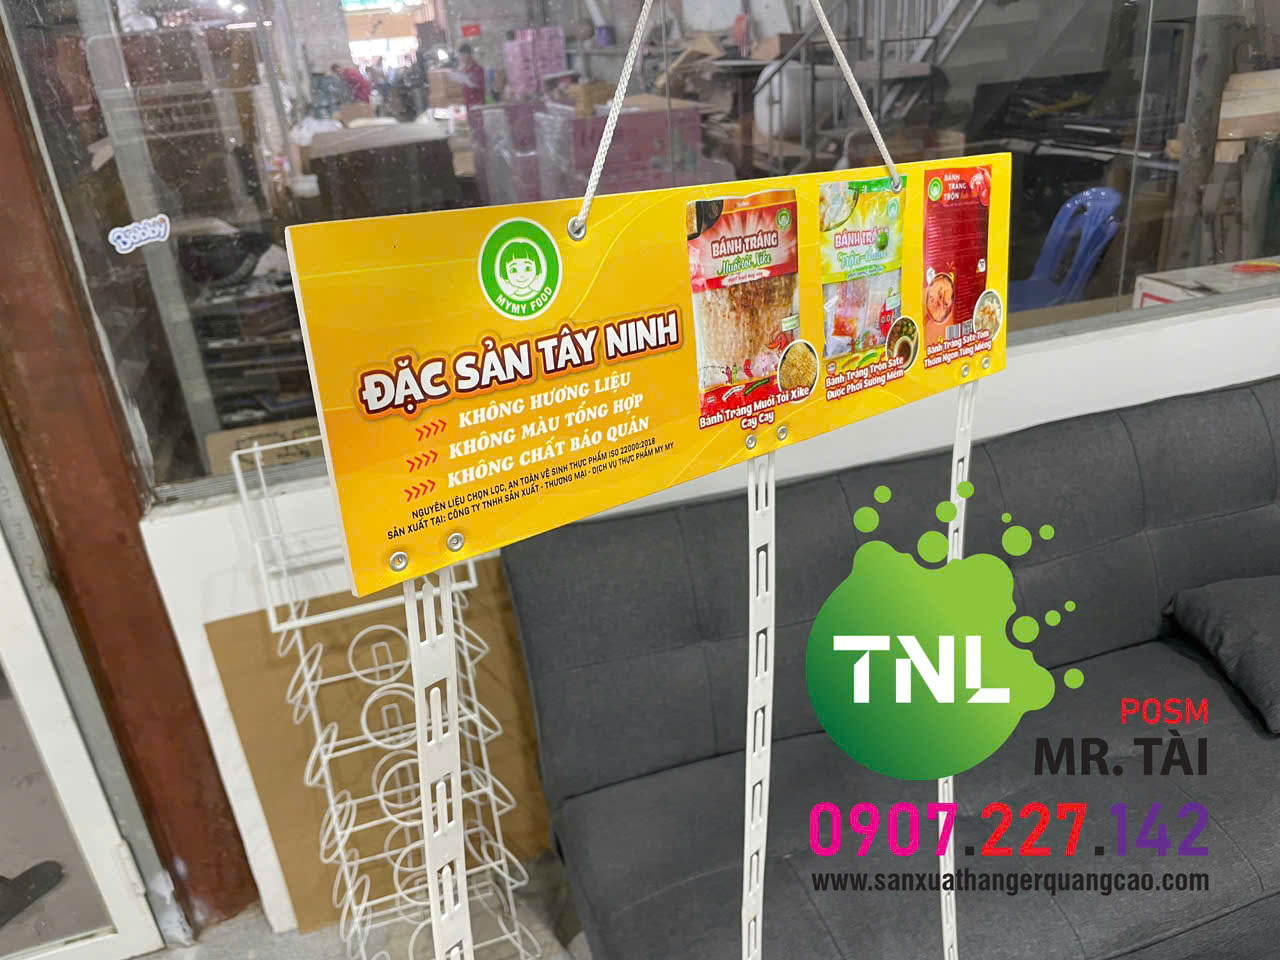 Bobby
MYMY FOOD
ĐẶC SẢN TÂY NINH
KHÔNG HƯƠNG LIỆU
KHÔNG MÀU TỔNG HỢP
KHÔNG CHẤT BẢO QUẢN
NGUYÊN LIỆU CHỌN LỌC, AN TOÀN VỆ SINH THỰC PHẨM ISO 22000:2018
SẢN XUẤT TẠI: CÔNG TY TNHH SẢN XUẤT - THƯƠNG MẠI - DỊCH VỤ THỰC PHẨM MY MY
BÁNH TRÁNG
Muối tỏi Xike
Bánh Tráng Muối Tỏi Xike
Cay Cay
BÁNH TRÁNG
Bánh Tráng Trộn Sate
Được Phơi Sương Mềm
BÁNH
TRÁNG
TRỘN
Bánh Tráng Sate Tôm
Thơm Ngon Từng Miếng
TNL
POSM
MR. TÀI
0907.227.142
www.sanxuathangerquangcao.com